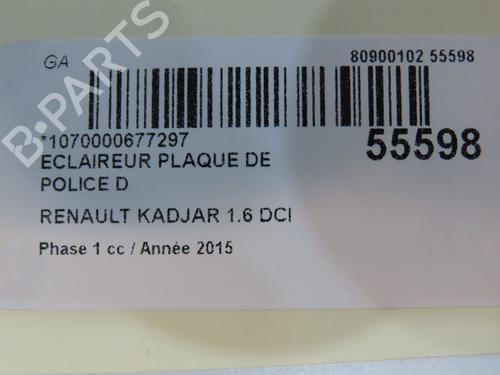 GA
80900102 55598
*1070000677297
55598
ECLAIREUR PLAQUE DE
POLICE D
RENAULT KADJAR 1.6 DCI
Phase 1 cc / Année 2015
B-PARTS